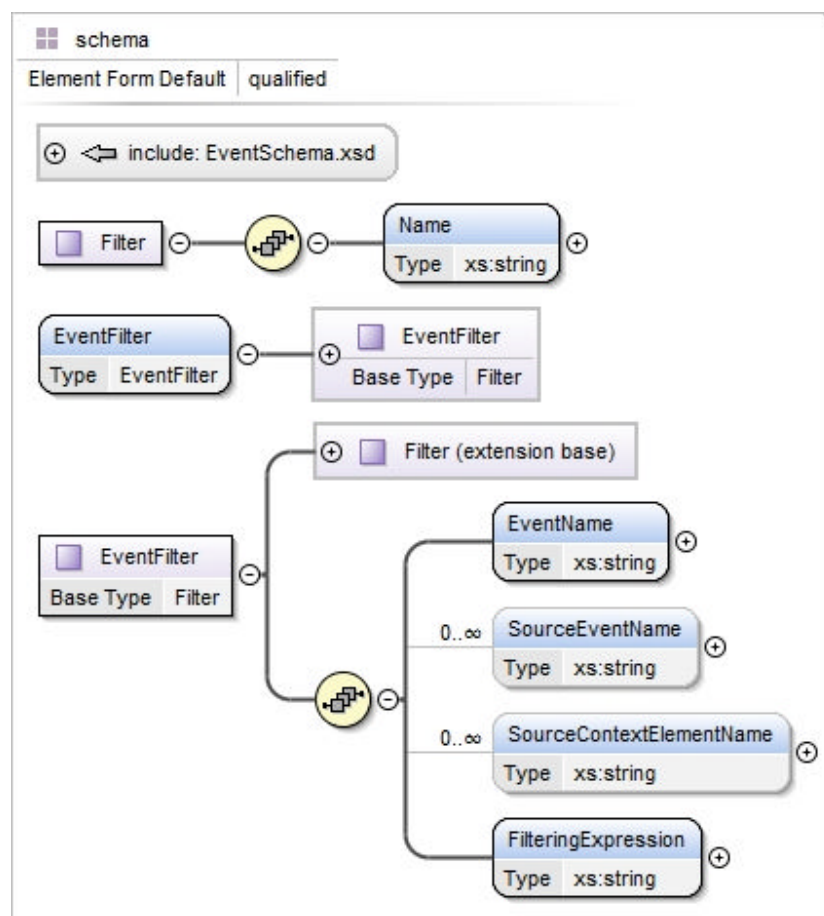 schema
Element Form Default qualified
include: EventSchema.xsd
Filter
Name
Type xs:string
EventFilter
Type EventFilter
EventFilter
Base Type Filter
Filter (extension base)
EventFilter
Base Type Filter
EventName
Type xs:string
0..∞
SourceEventName
Type xs:string
0..∞
SourceContextElementName
Type xs:string
FilteringExpression
Type xs:string